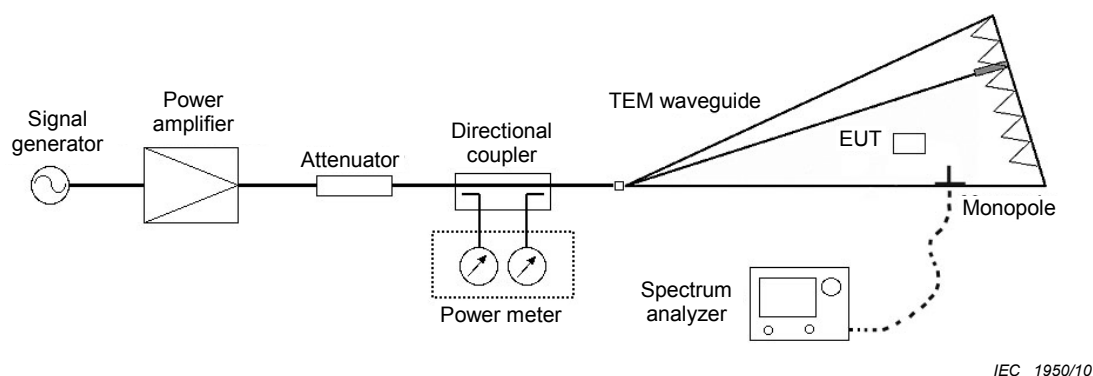 Signal
generator
Power
amplifier
Attenuator
Directional
coupler
Power meter
TEM waveguide
EUT
Monopole
Spectrum
analyzer
IEC 1950/10